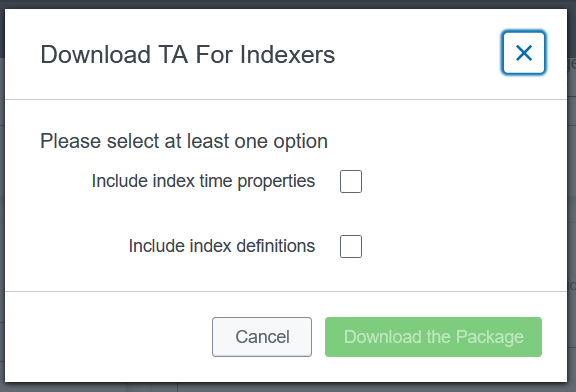 Download TA For Indexers
Please select at least one option
Include index time properties
Include index definitions
Cancel
Download the Package